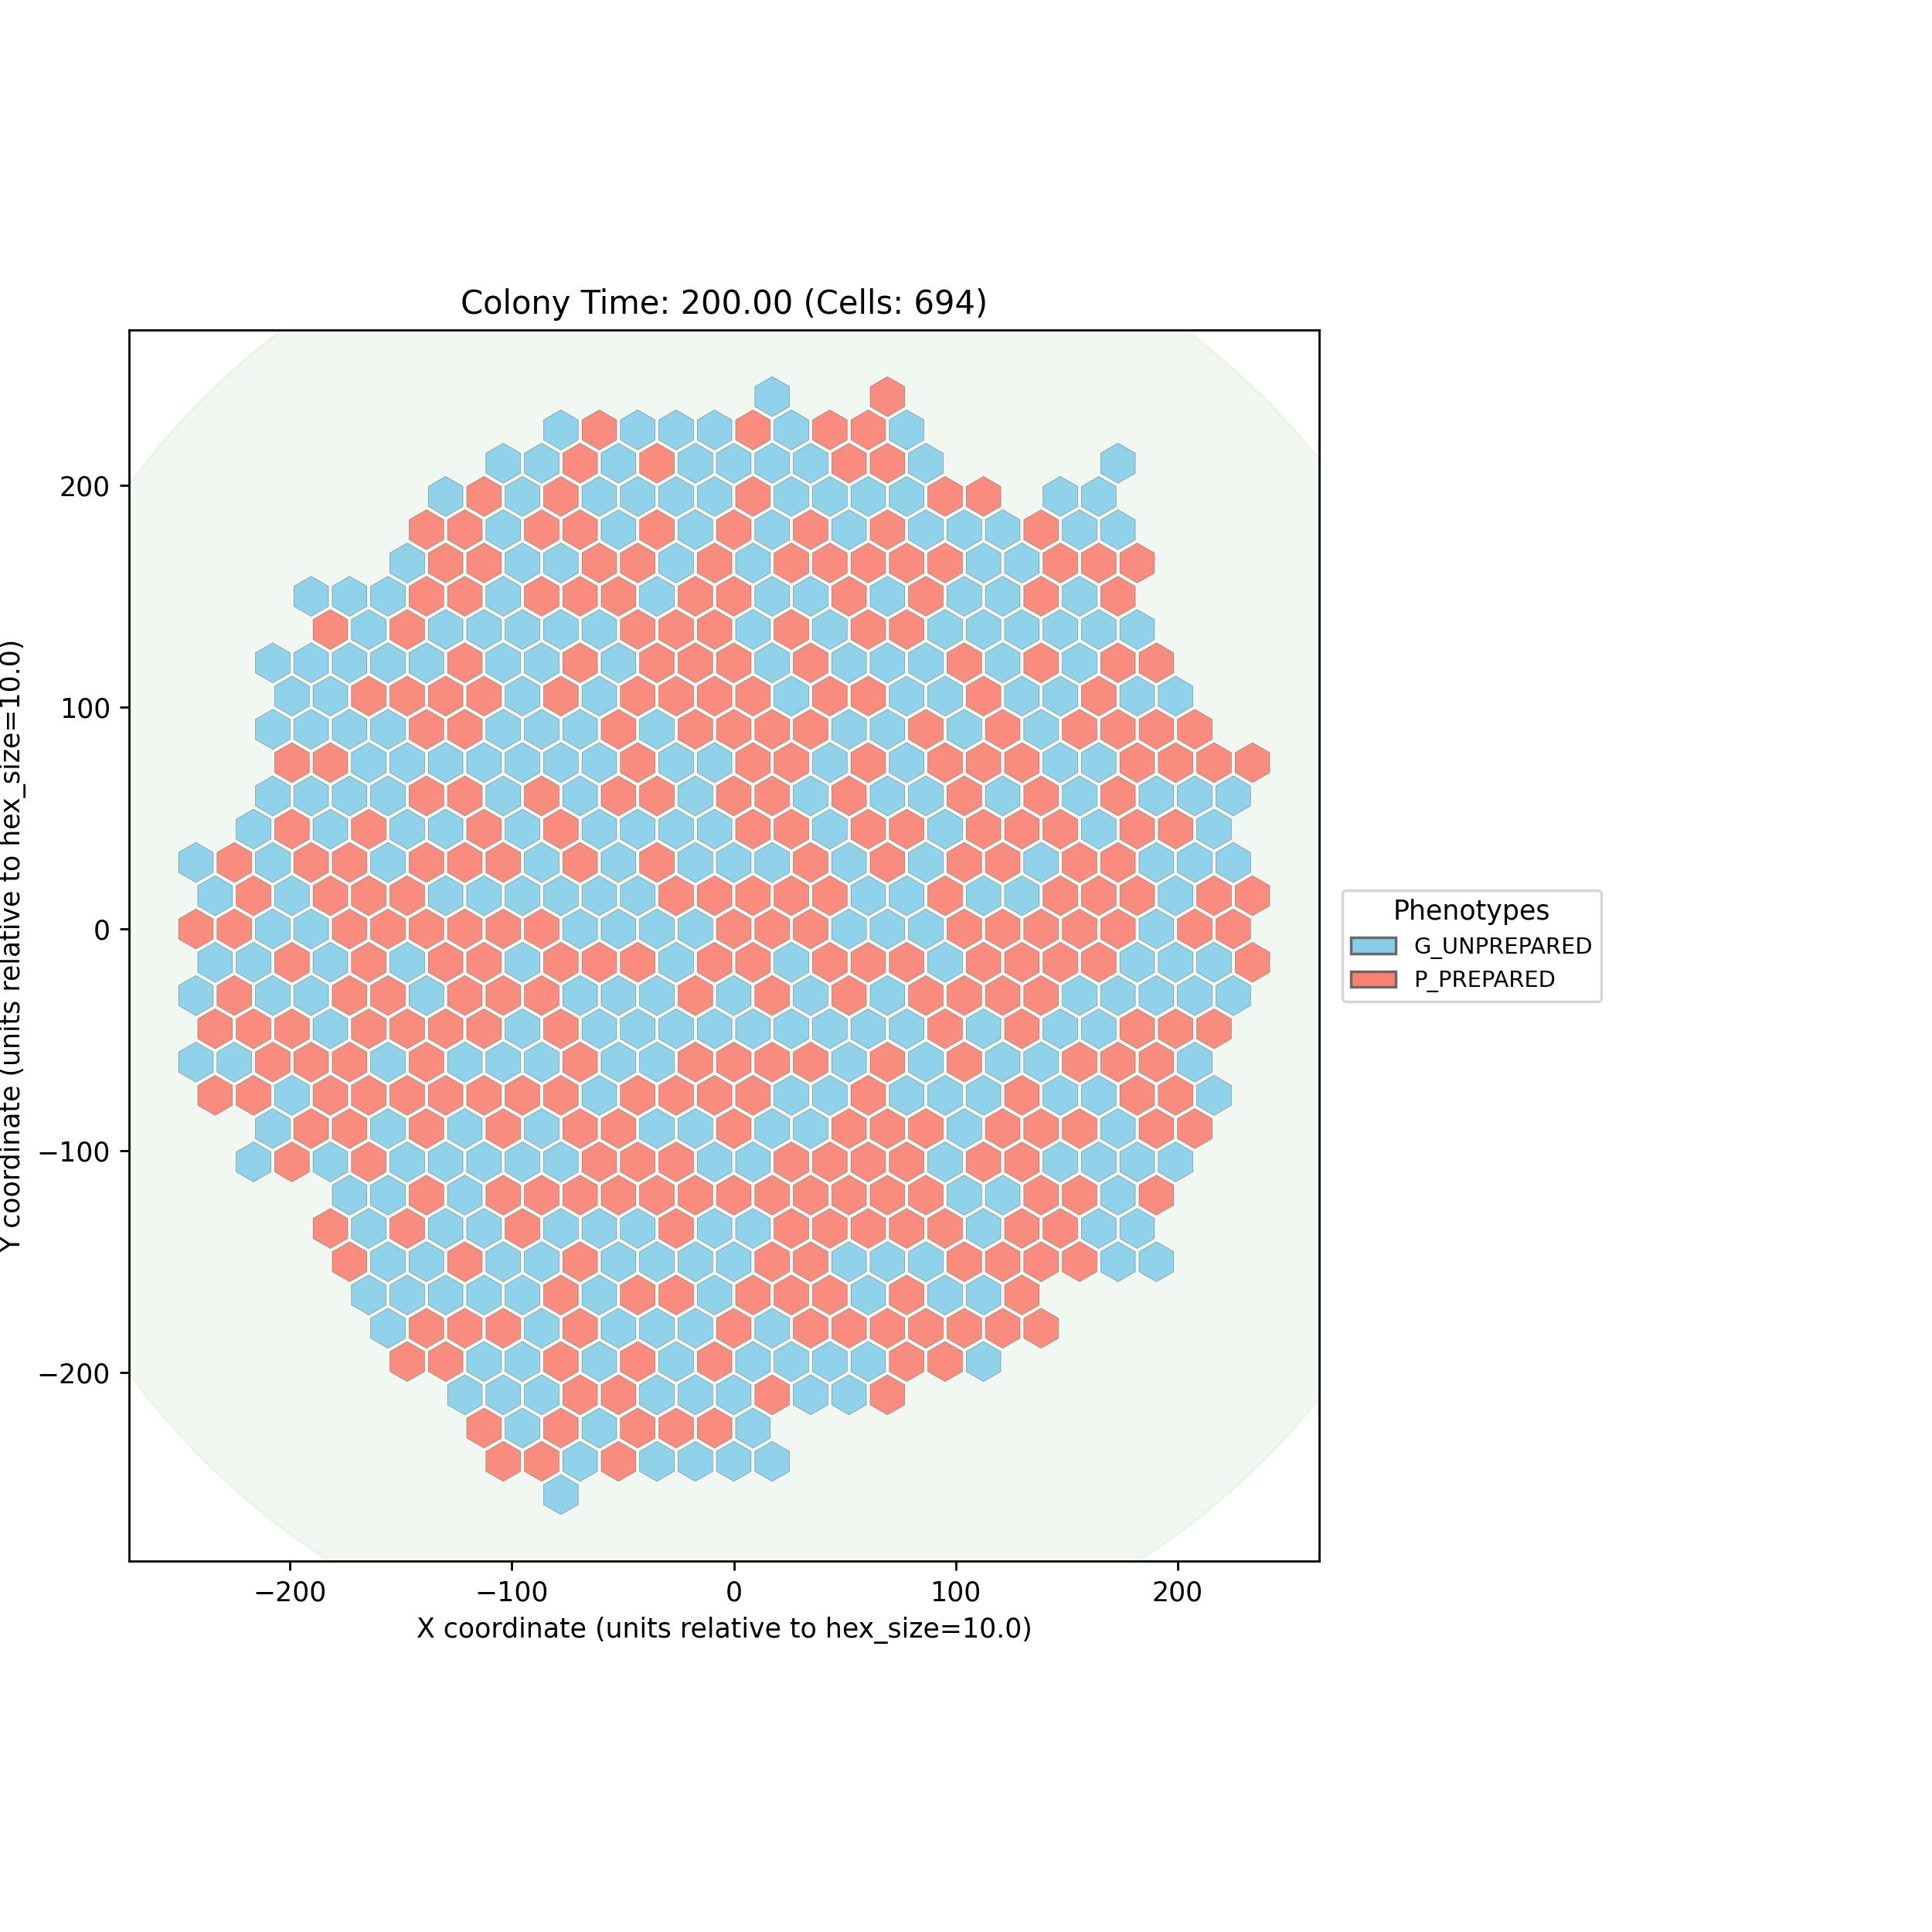 Colony Time: 200.00 (Cells: 694)
Y coordinate (units relative to hex_size=10.0)
200
100
0
−100
−200
−200
−100
0
100
200
X coordinate (units relative to hex_size=10.0)
Phenotypes
G_UNPREPARED
P_PREPARED